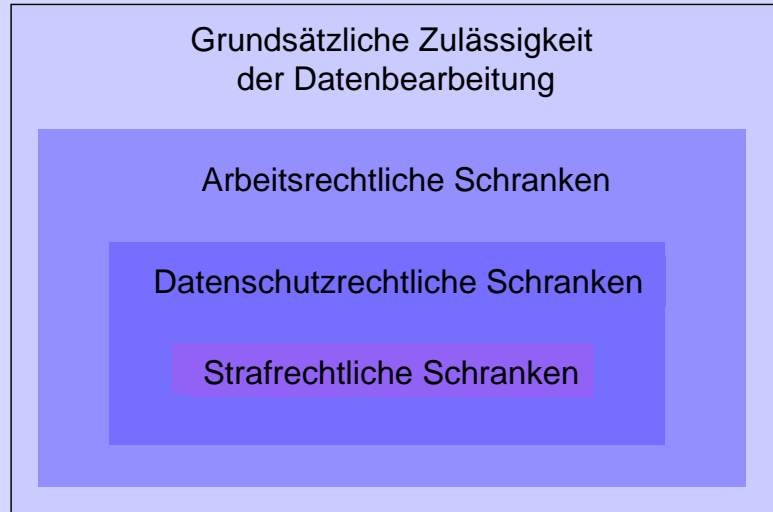 Grundsätzliche Zulässigkeit
der Datenbearbeitung
Arbeitsrechtliche Schranken
Datenschutzrechtliche Schranken
Strafrechtliche Schranken